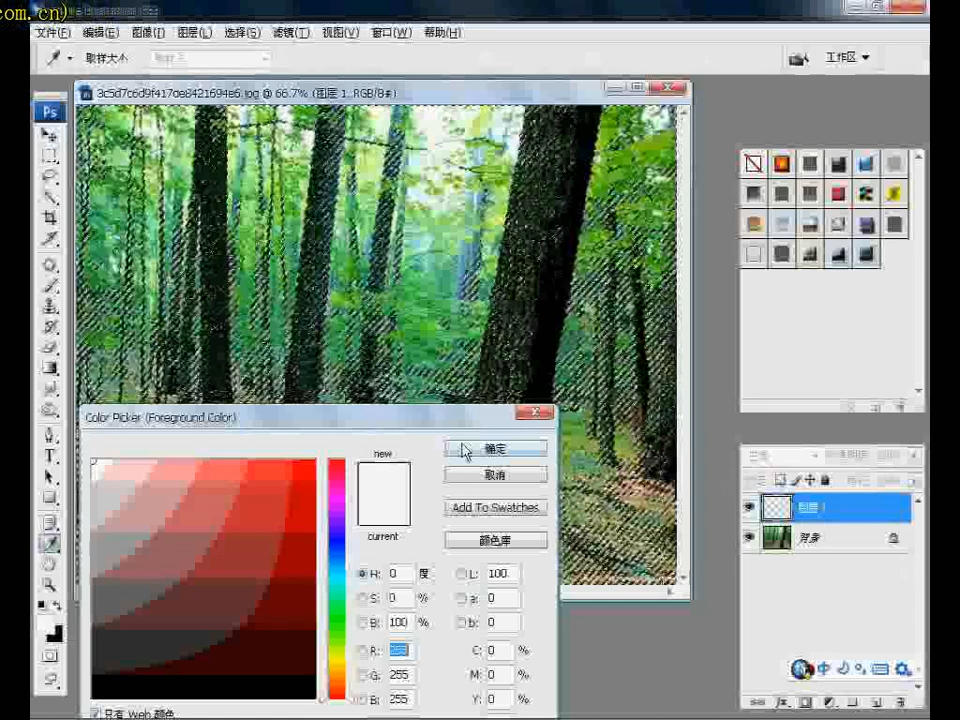 com.cn)
文件(F) 编辑(E) 图像(I) 图层(L) 选择(S) 滤镜(T) 视图(V) 窗口(W) 帮助(H)
取样大小
工作区
3c5d7c6d9f417de8421694e6.jpg @ 66.7% (图层 1, RGB/8#)
Ps
Color Picker (Foreground Color)
new
确定
取消
Add To Swatches
current
颜色库
H: 0 度
L: 100
S: 0 %
a: 0
B: 100 %
b: 0
R:
C: 0 %
G: 255
M: 0 %
B: 255
Y: 0 %
只有 Web 颜色
图层 1
背景
中